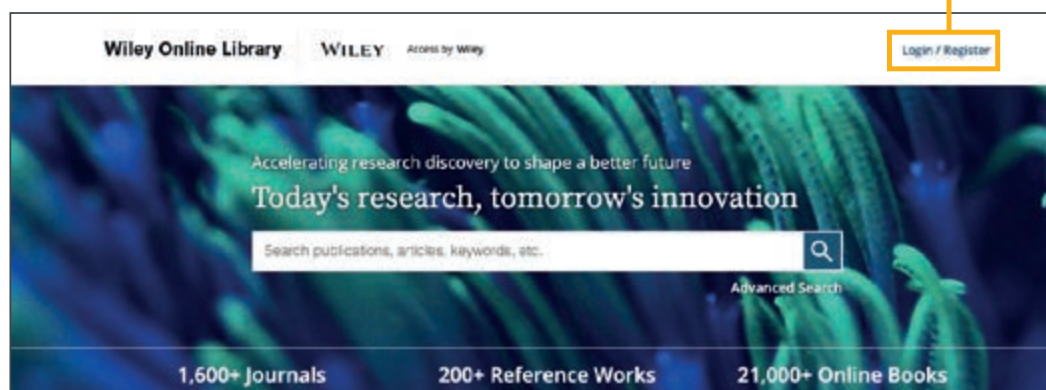 Wiley Online Library WILEY Access by Wiley Login / Register
Accelerating research discovery to shape a better future
Today's research, tomorrow's innovation
Search publications, articles, keywords, etc.
Advanced Search
1,600+ Journals 200+ Reference Works 21,000+ Online Books